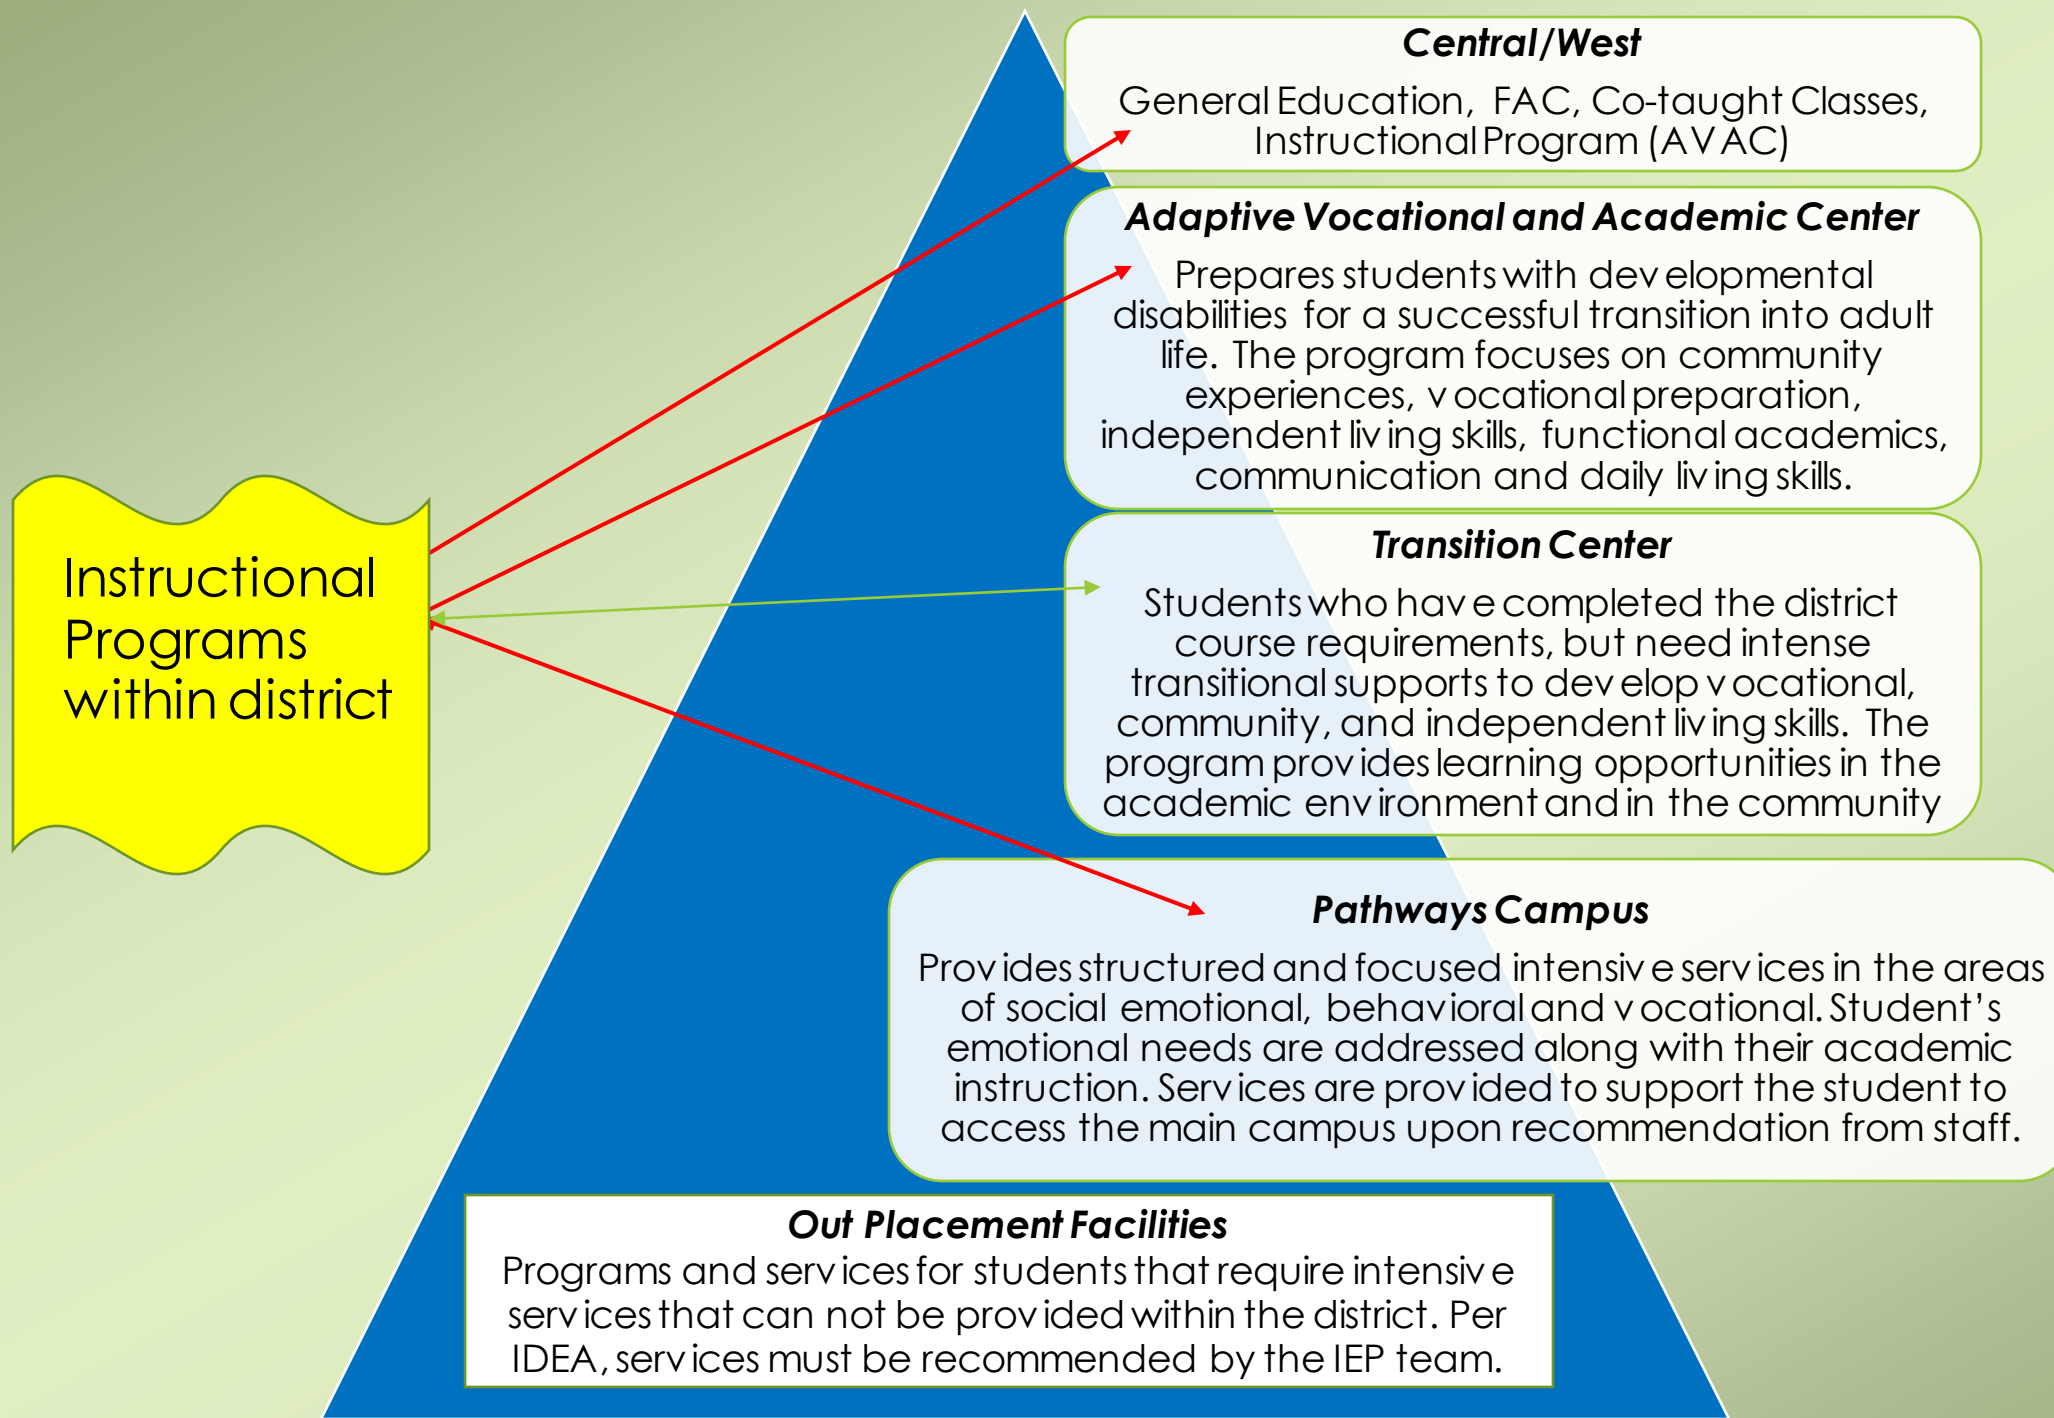 Central/West
General Education, FAC, Co-taught Classes,
Instructional Program (AVAC)
Adaptive Vocational and Academic Center
Prepares students with developmental
disabilities for a successful transition into adult
life. The program focuses on community
experiences, vocational preparation,
independent living skills, functional academics,
communication and daily living skills.
Instructional
Programs
within district
Transition Center
Students who have completed the district
course requirements, but need intense
transitional supports to develop vocational,
community, and independent living skills. The
program provides learning opportunities in the
academic environment and in the community
Pathways Campus
Provides structured and focused intensive services in the areas
of social emotional, behavioral and vocational. Student’s
emotional needs are addressed along with their academic
instruction. Services are provided to support the student to
access the main campus upon recommendation from staff.
Out Placement Facilities
Programs and services for students that require intensive
services that can not be provided within the district. Per
IDEA, services must be recommended by the IEP team.